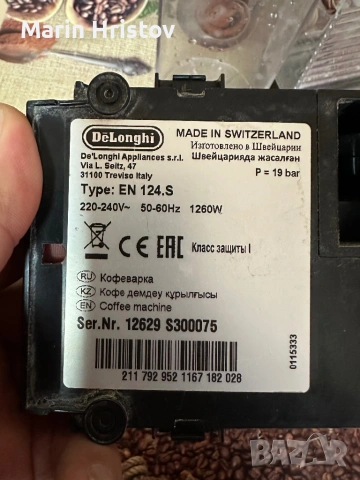 Martin Hristov
DeLonghi
MADE IN SWITZERLAND
Изготовлено в Швейцарии
Швейцарияда жасалған
De'Longhi Appliances s.r.l.
Via L. Seitz, 47
31100 Treviso Italy
P = 19 bar
Type: EN 124.S
220-240V~ 50-60Hz 1260W
CE EAC Класс защиты I
RU Кофеварка
KZ Кофе демдеу құрылғысы
EN Coffee machine
Ser.Nr. 12629 S300075
211 792 952 1167 182 028
0115333
BAZAR